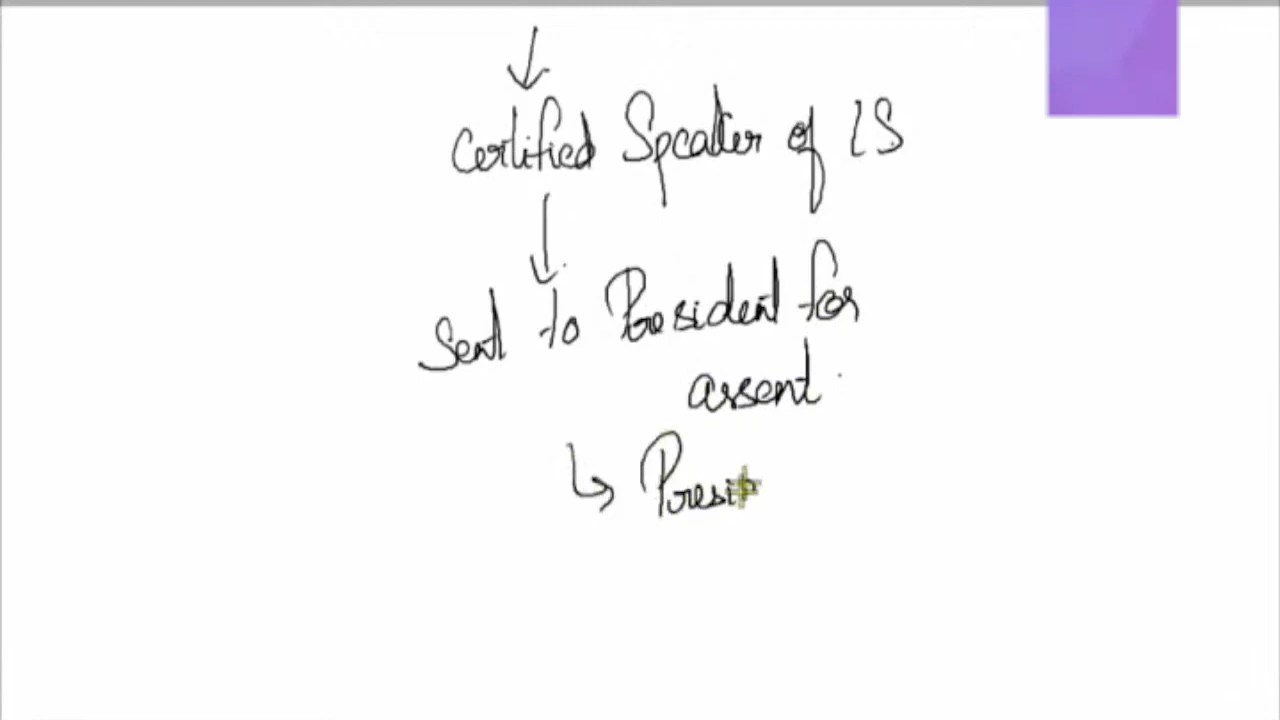 Certified Speaker of LS
Sent to President for
assent.
Presi